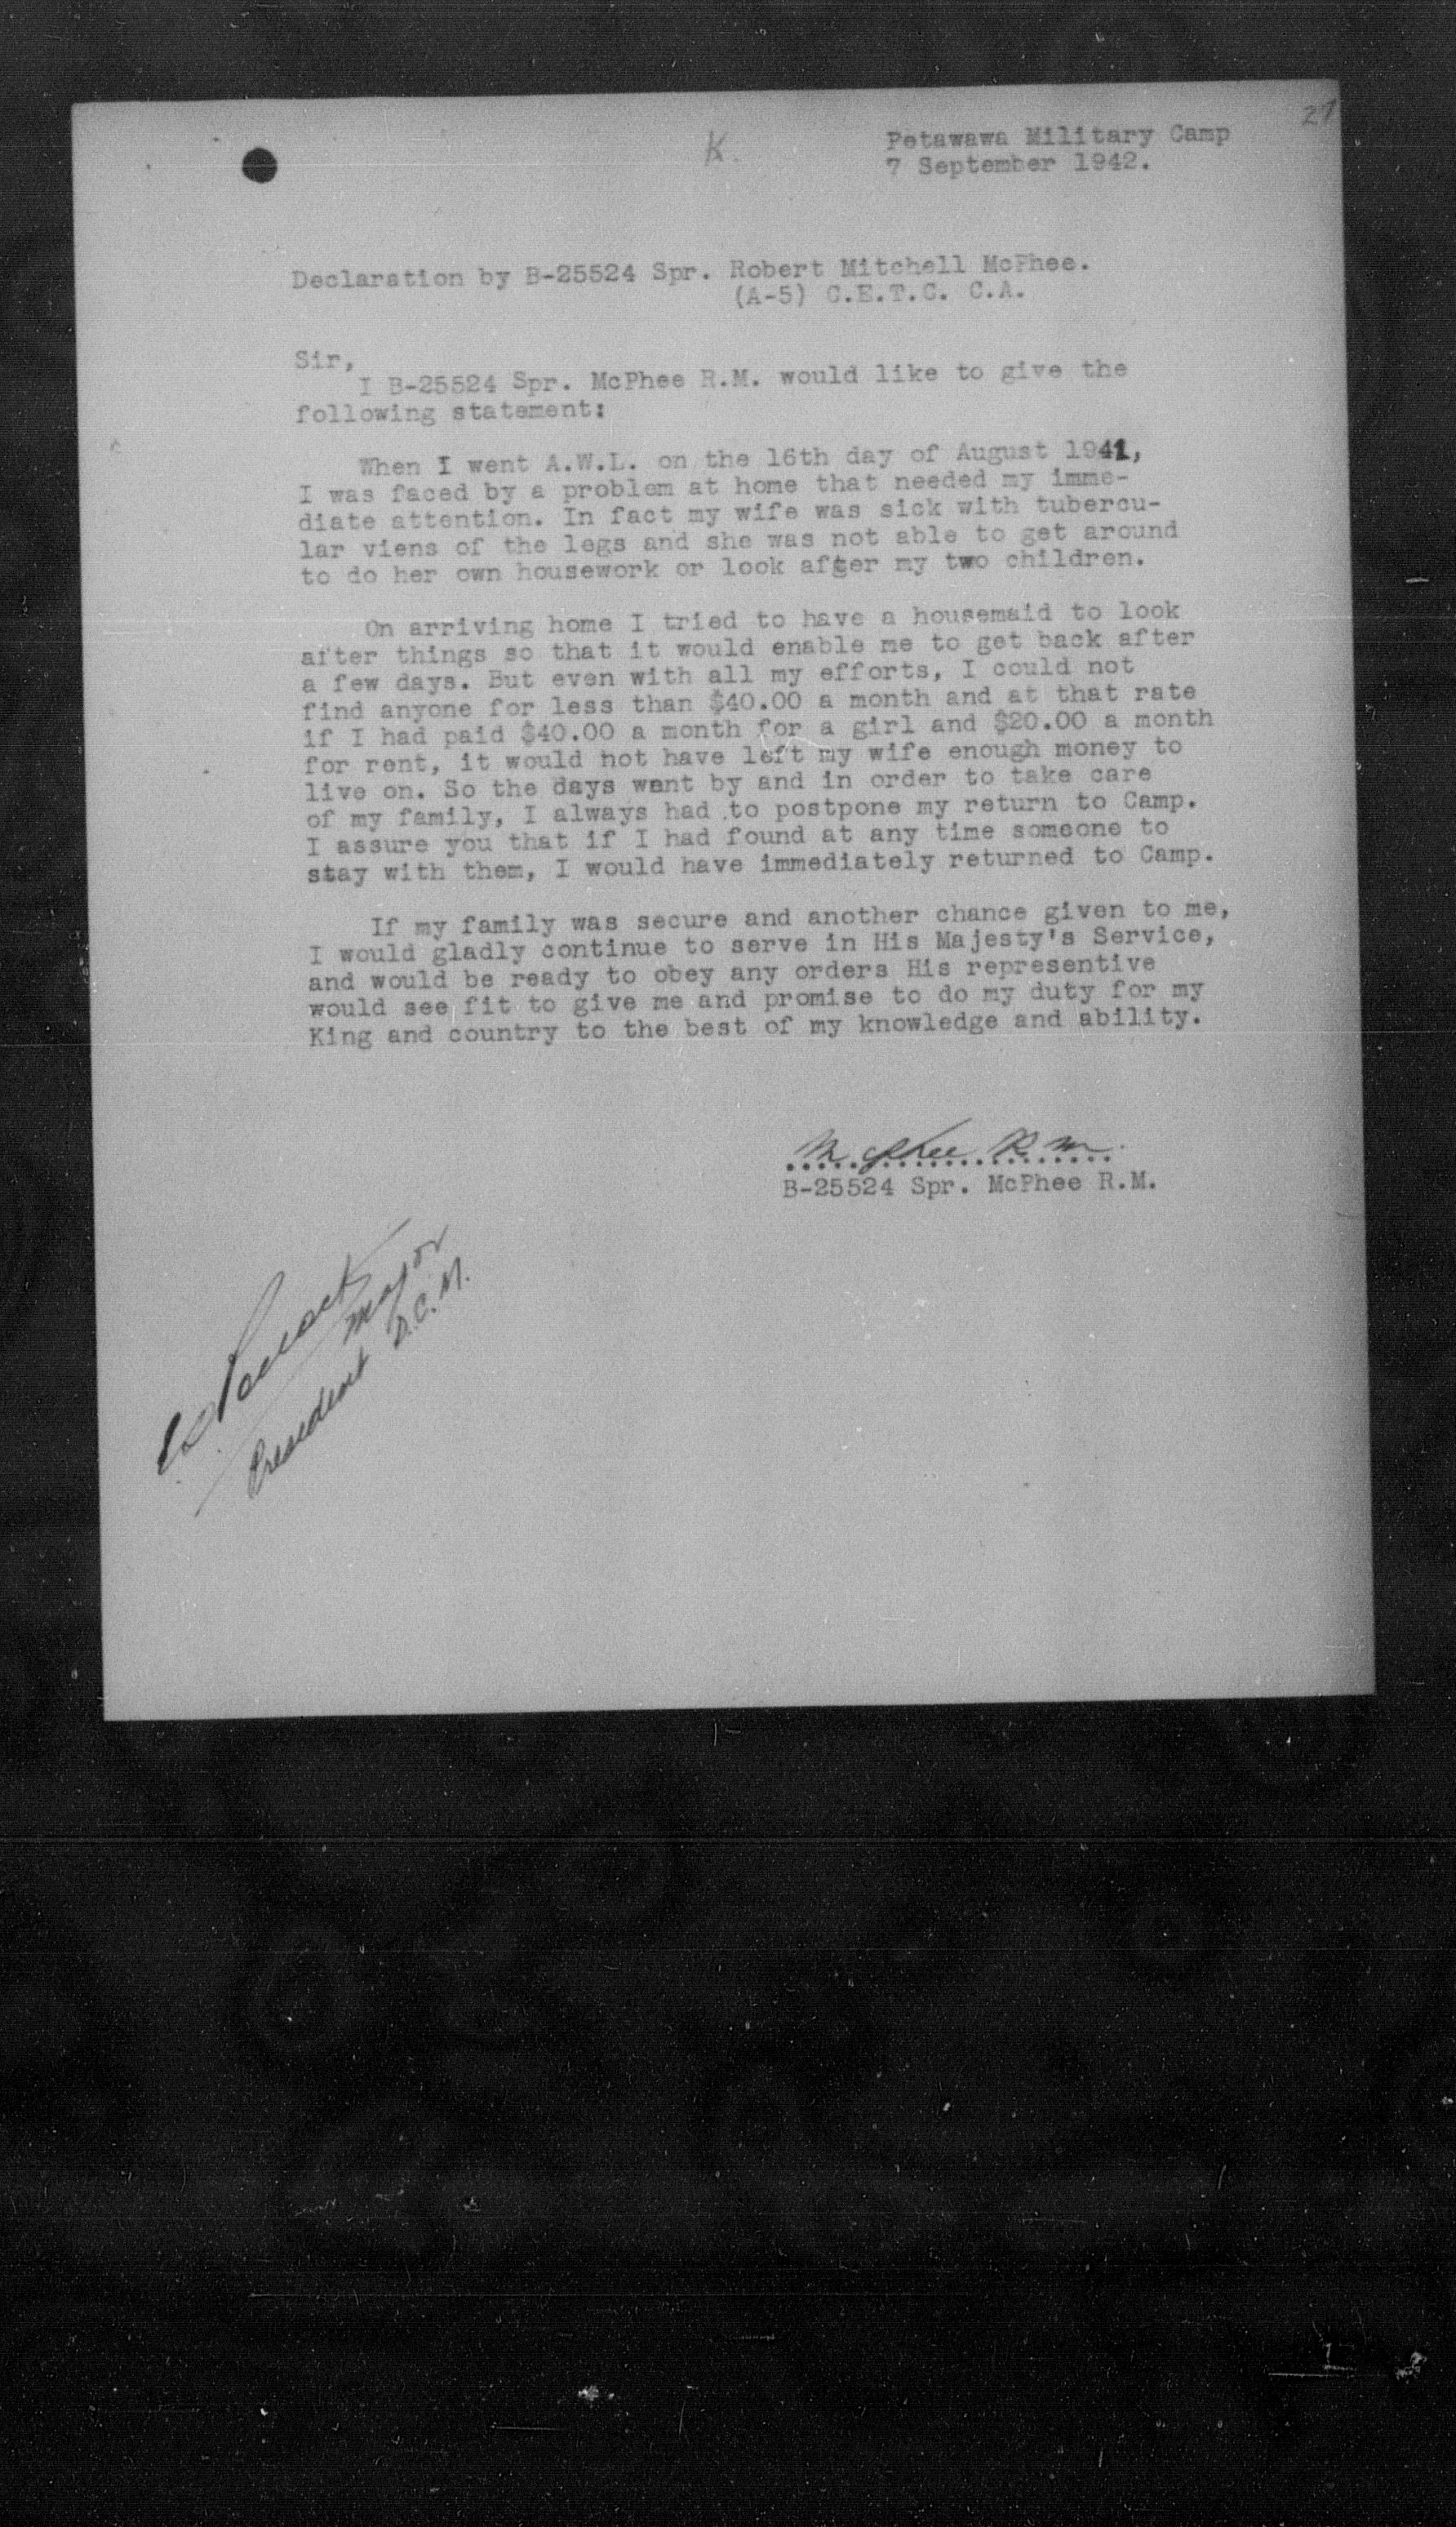 27
K.
Petawawa Military Camp
7 September 1942.
Declaration by B-25524 Spr. Robert Mitchell McPhee.
(A-5) C.E.T.C. C.A.
Sir,
I B-25524 Spr. McPhee R.M. would like to give the
following statement:
When I went A.W.L. on the 16th day of August 1941,
I was faced by a problem at home that needed my imme-
diate attention. In fact my wife was sick with tubercu-
lar viens of the legs and she was not able to get around
to do her own housework or look after my two children.
On arriving home I tried to have a housemaid to look
after things so that it would enable me to get back after
a few days. But even with all my efforts, I could not
find anyone for less than $40.00 a month and at that rate
if I had paid $40.00 a month for a girl and $20.00 a month
for rent, it would not have left my wife enough money to
live on. So the days went by and in order to take care
of my family, I always had to postpone my return to Camp.
I assure you that if I had found at any time someone to
stay with them, I would have immediately returned to Camp.
If my family was secure and another chance given to me,
I would gladly continue to serve in His Majesty's Service,
and would be ready to obey any orders His representive
would see fit to give me and promise to do my duty for my
King and country to the best of my knowledge and ability.
McPhee R.M.
B-25524 Spr. McPhee R.M.
Major
President D.C.M.